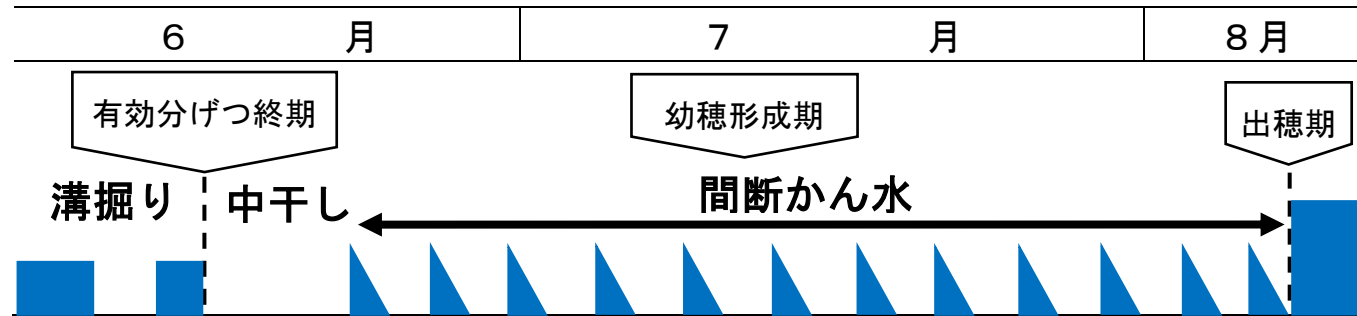 ６月
７月
８月
有効分げつ終期
幼穂形成期
出穂期
溝掘り
中干し
間断かん水